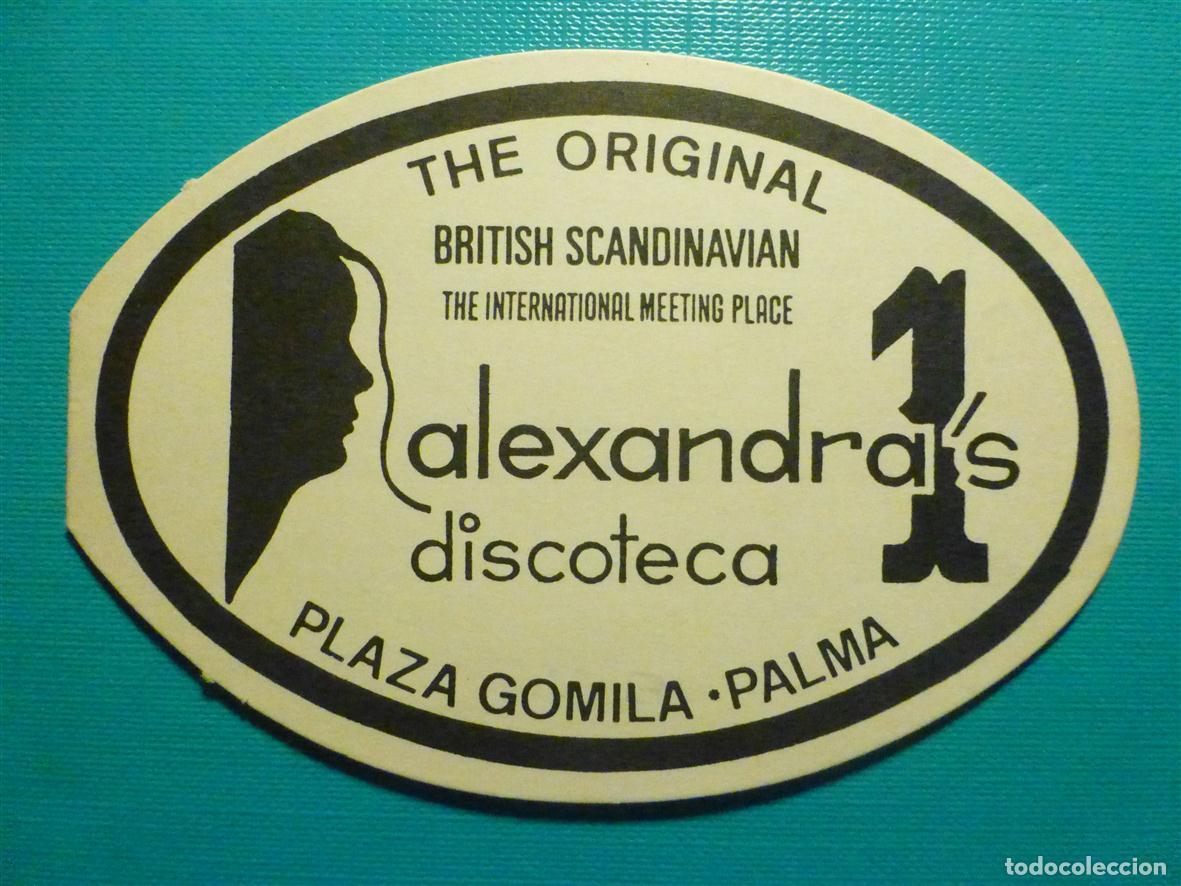 THE ORIGINAL
BRITISH SCANDINAVIAN
THE INTERNATIONAL MEETING PLACE
1
alexandra's
discoteca
PLAZA GOMILA • PALMA
todocoleccion